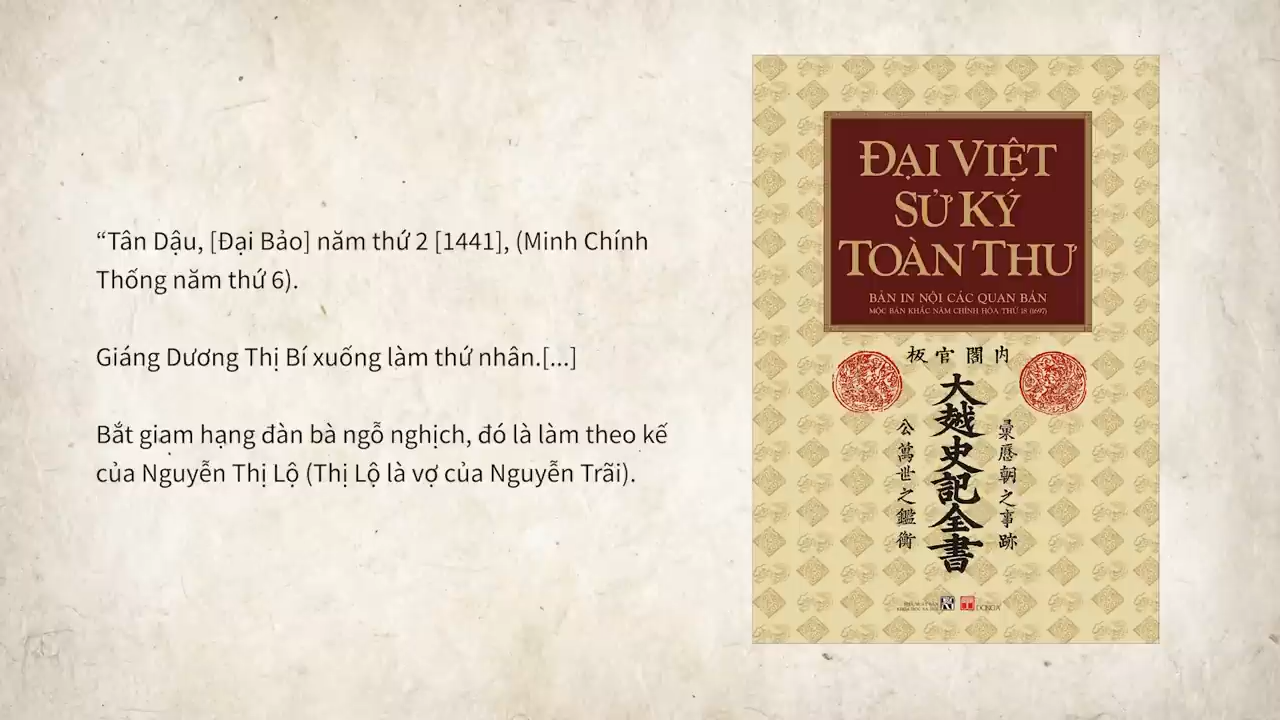 “Tân Dậu, [Đại Bảo] năm thứ 2 [1441], (Minh Chính
Thống năm thứ 6).
Giáng Dương Thị Bí xuống làm thứ nhân.[...]
Bắt giam hạng đàn bà ngỗ nghịch, đó là làm theo kế
của Nguyễn Thị Lộ (Thị Lộ là vợ của Nguyễn Trãi).
ĐẠI VIỆT
SỬ KÝ
TOÀN THƯ
BẢN IN NỘI CÁC QUAN BẢN
MỘC BẢN KHẮC NĂM CHÍNH HÒA THỨ 18 (1697)
板官閣內
彙歷朝之事跡
大越史記全書
公萬世之鑑衡
ĐÔNG A